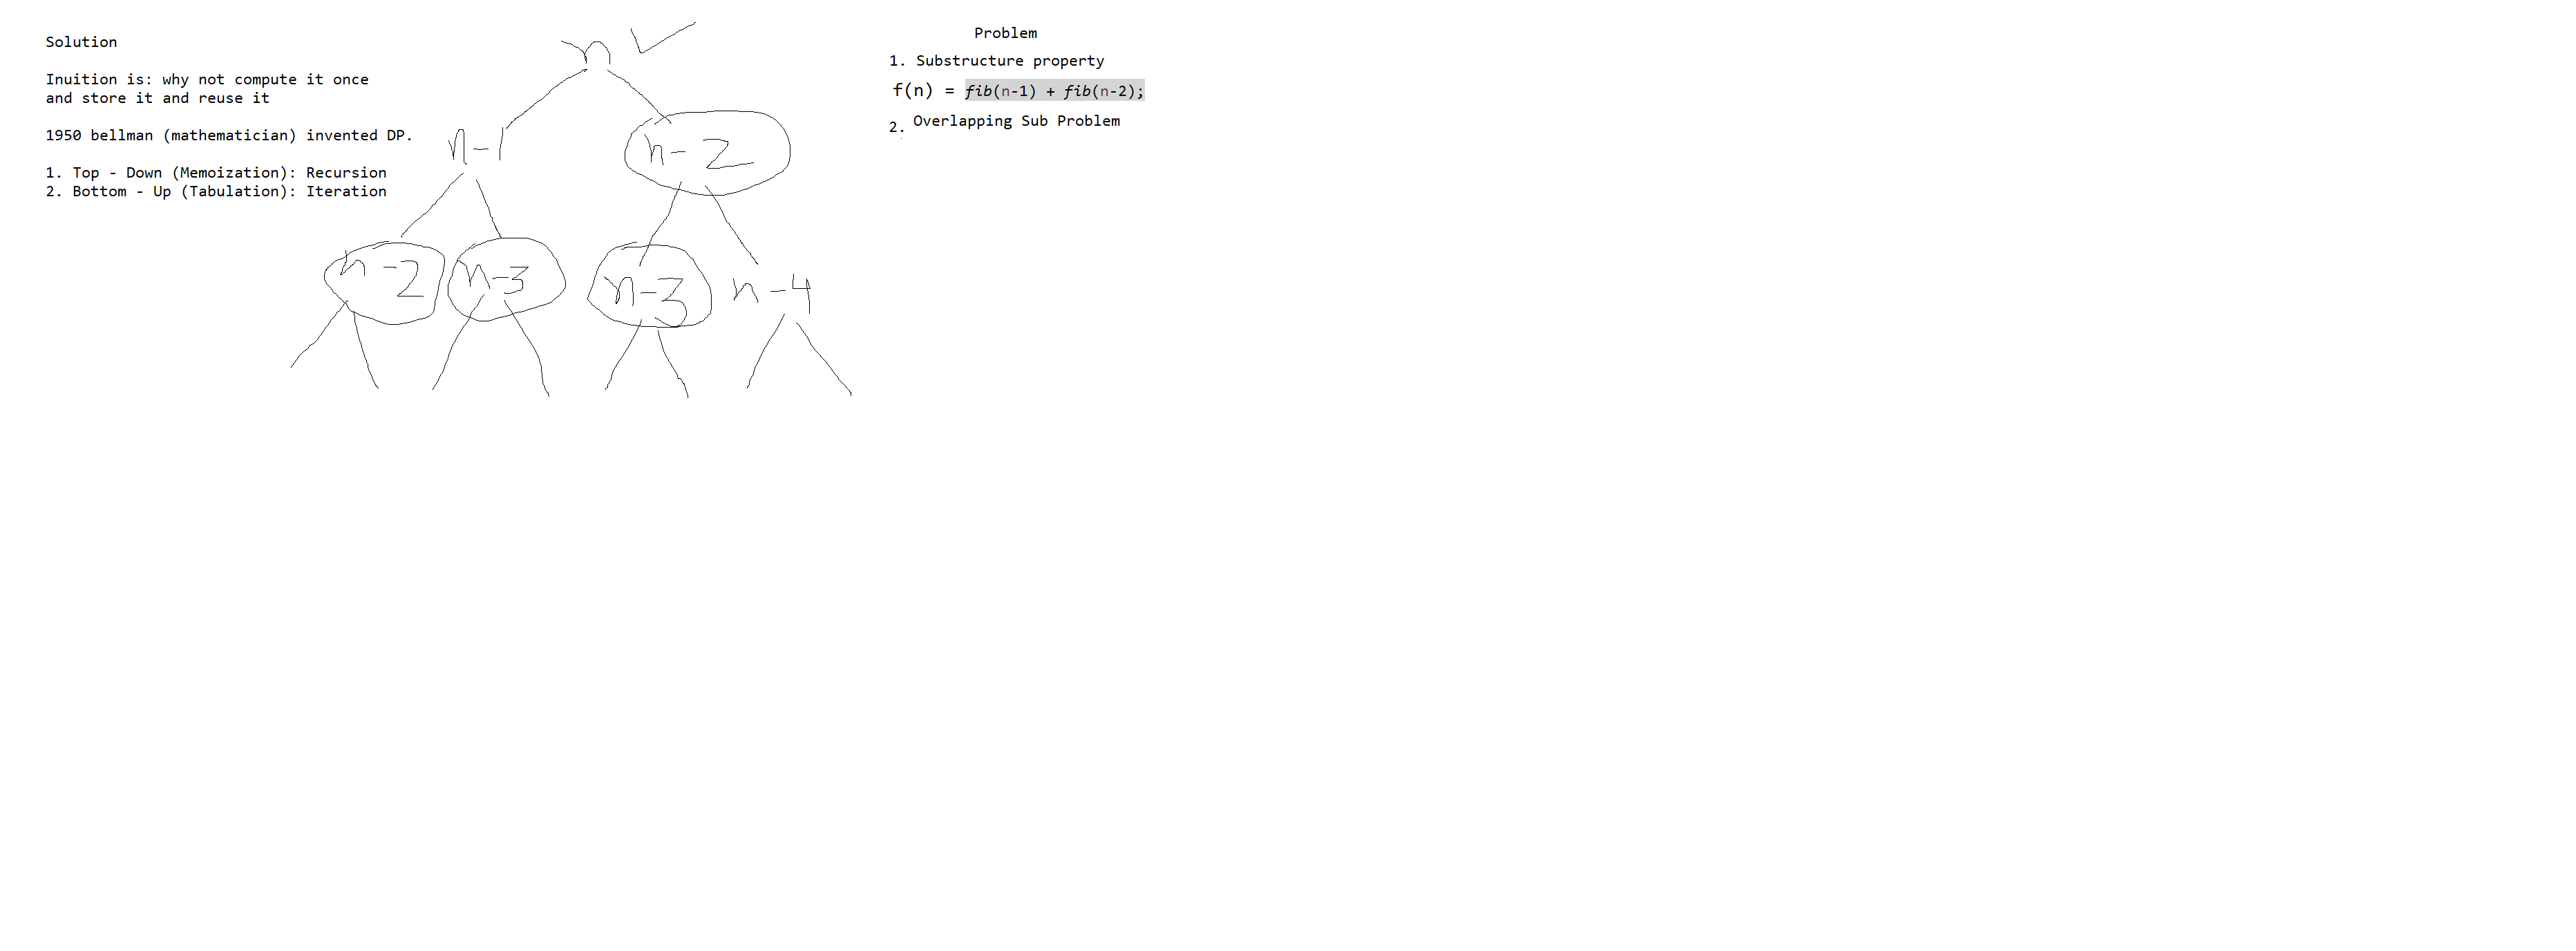 Solution
Inuition is: why not compute it once
and store it and reuse it
1950 bellman (mathematician) invented DP.
1. Top - Down (Memoization): Recursion
2. Bottom - Up (Tabulation): Iteration
n
n-1
n-2
n-2
n-3
n-3
n-4
Problem
1. Substructure property
f(n) = fib(n-1) + fib(n-2);
2. Overlapping Sub Problem